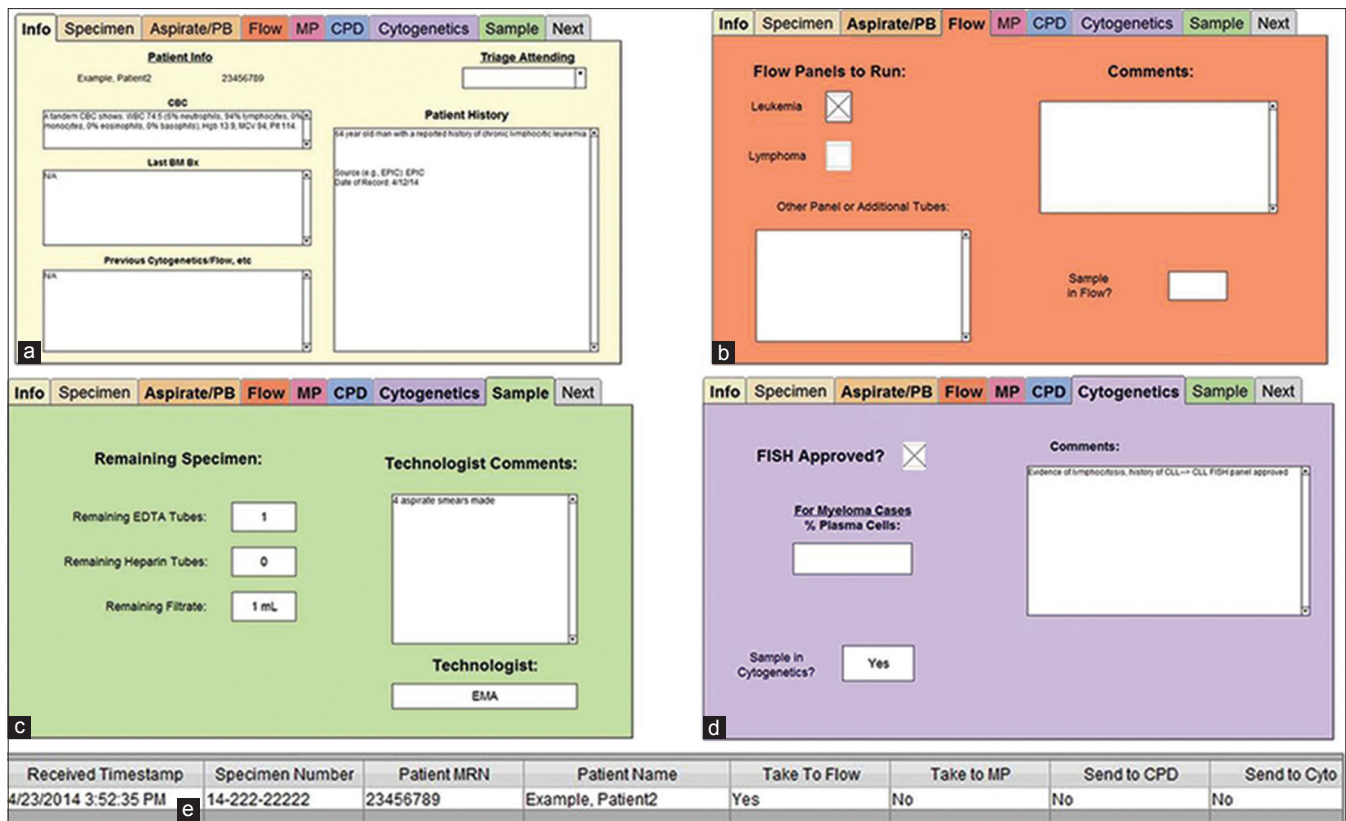 Info Specimen Aspirate/PB Flow MP CPD Cytogenetics Sample Next
Patient Info
Example, Patient2 23456789
Triage Attending
CBC
A tandem CBC shows: WBC 74.5 (6% neutrophils, 94% lymphocytes, 0%
monocytes, 0% eosinophils, 0% basophils), Hgb 13.9, MCV 94, Plt 114.
Last BM Bx
N/A
Previous Cytogenetics/Flow, etc
N/A
Patient History
64 year old man with a reported history of chronic lymphocitic leukemia
Source (e.g., EPIC): EPIC
Date of Record: 4/12/14
a
Info Specimen Aspirate/PB Flow MP CPD Cytogenetics Sample Next
Flow Panels to Run:
Leukemia
Lymphoma
Other Panel or Additional Tubes:
Comments:
Sample
in Flow?
b
Info Specimen Aspirate/PB Flow MP CPD Cytogenetics Sample Next
Remaining Specimen:
Remaining EDTA Tubes: 1
Remaining Heparin Tubes: 0
Remaining Filtrate: 1 mL
Technologist Comments:
4 aspirate smears made
Technologist:
EMA
c
Info Specimen Aspirate/PB Flow MP CPD Cytogenetics Sample Next
FISH Approved?
For Myeloma Cases
% Plasma Cells:
Sample in
Cytogenetics?
Yes
Comments:
Evidence of lymphocytosis, history of CLL--> CLL FISH panel approved
d
Received Timestamp Specimen Number Patient MRN Patient Name Take To Flow Take to MP Send to CPD Send to Cyto
4/23/2014 3:52:35 PM 14-222-22222 23456789 Example, Patient2 Yes No No No
e